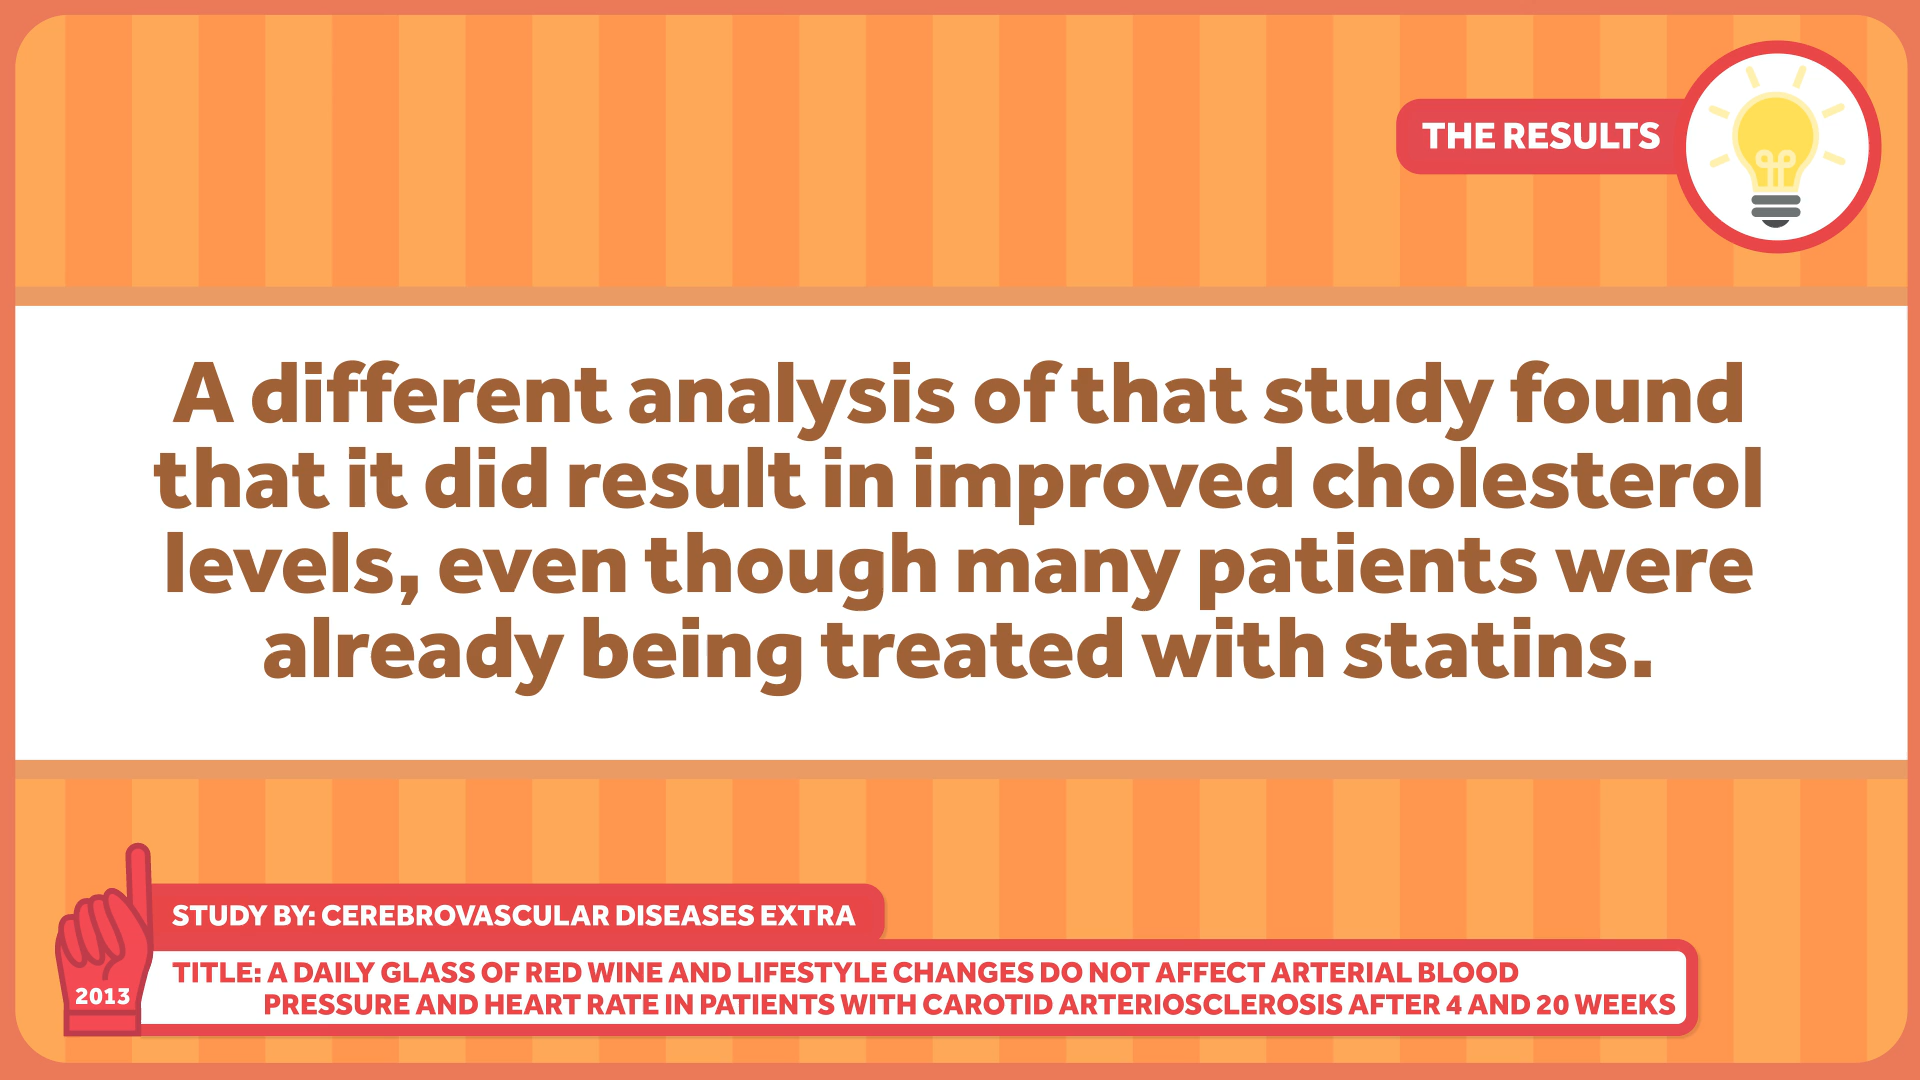 THE RESULTS
A different analysis of that study found
that it did result in improved cholesterol
levels, even though many patients were
already being treated with statins.
STUDY BY: CEREBROVASCULAR DISEASES EXTRA
TITLE: A DAILY GLASS OF RED WINE AND LIFESTYLE CHANGES DO NOT AFFECT ARTERIAL BLOOD
PRESSURE AND HEART RATE IN PATIENTS WITH CAROTID ARTERIOSCLEROSIS AFTER 4 AND 20 WEEKS
2013